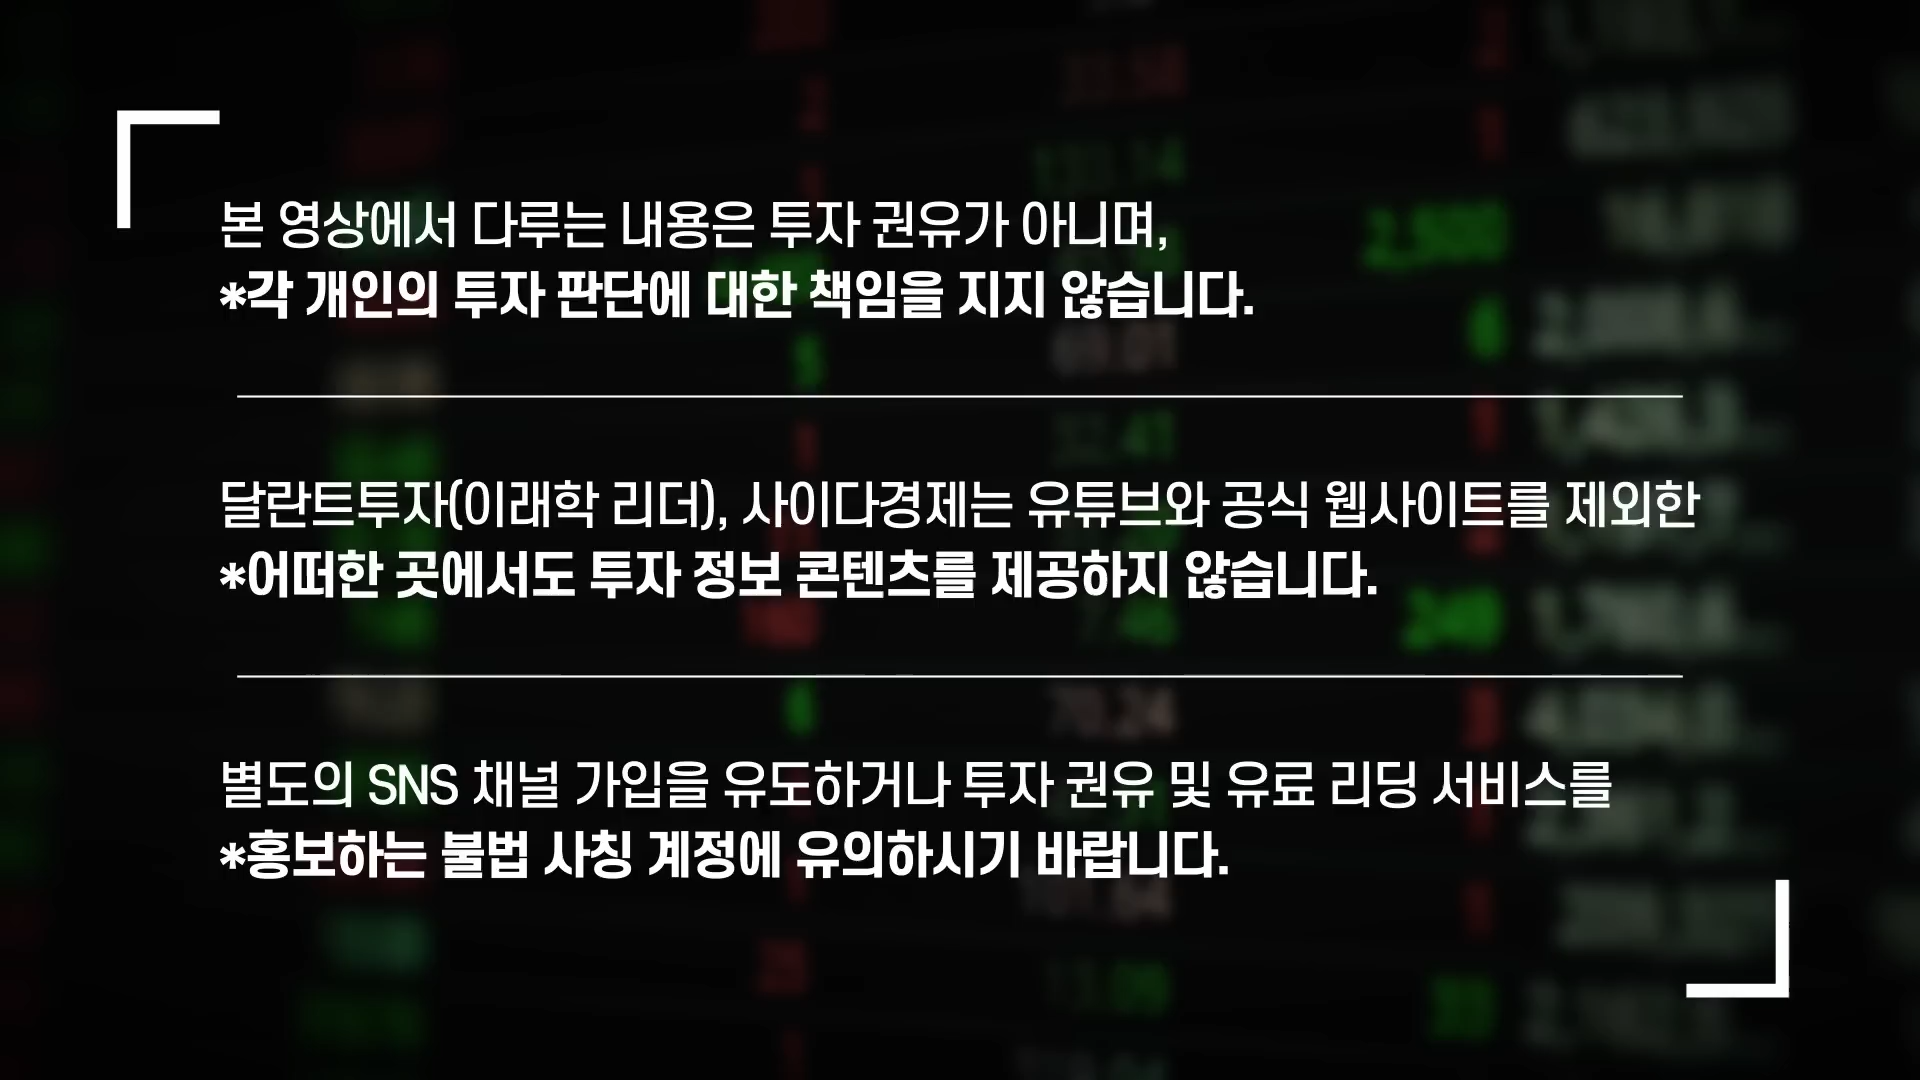 본 영상에서 다루는 내용은 투자 권유가 아니며,
*각 개인의 투자 판단에 대한 책임을 지지 않습니다.
달란트투자(이래학 리더), 사이다경제는 유튜브와 공식 웹사이트를 제외한
*어떠한 곳에서도 투자 정보 콘텐츠를 제공하지 않습니다.
별도의 SNS 채널 가입을 유도하거나 투자 권유 및 유료 리딩 서비스를
*홍보하는 불법 사칭 계정에 유의하시기 바랍니다.